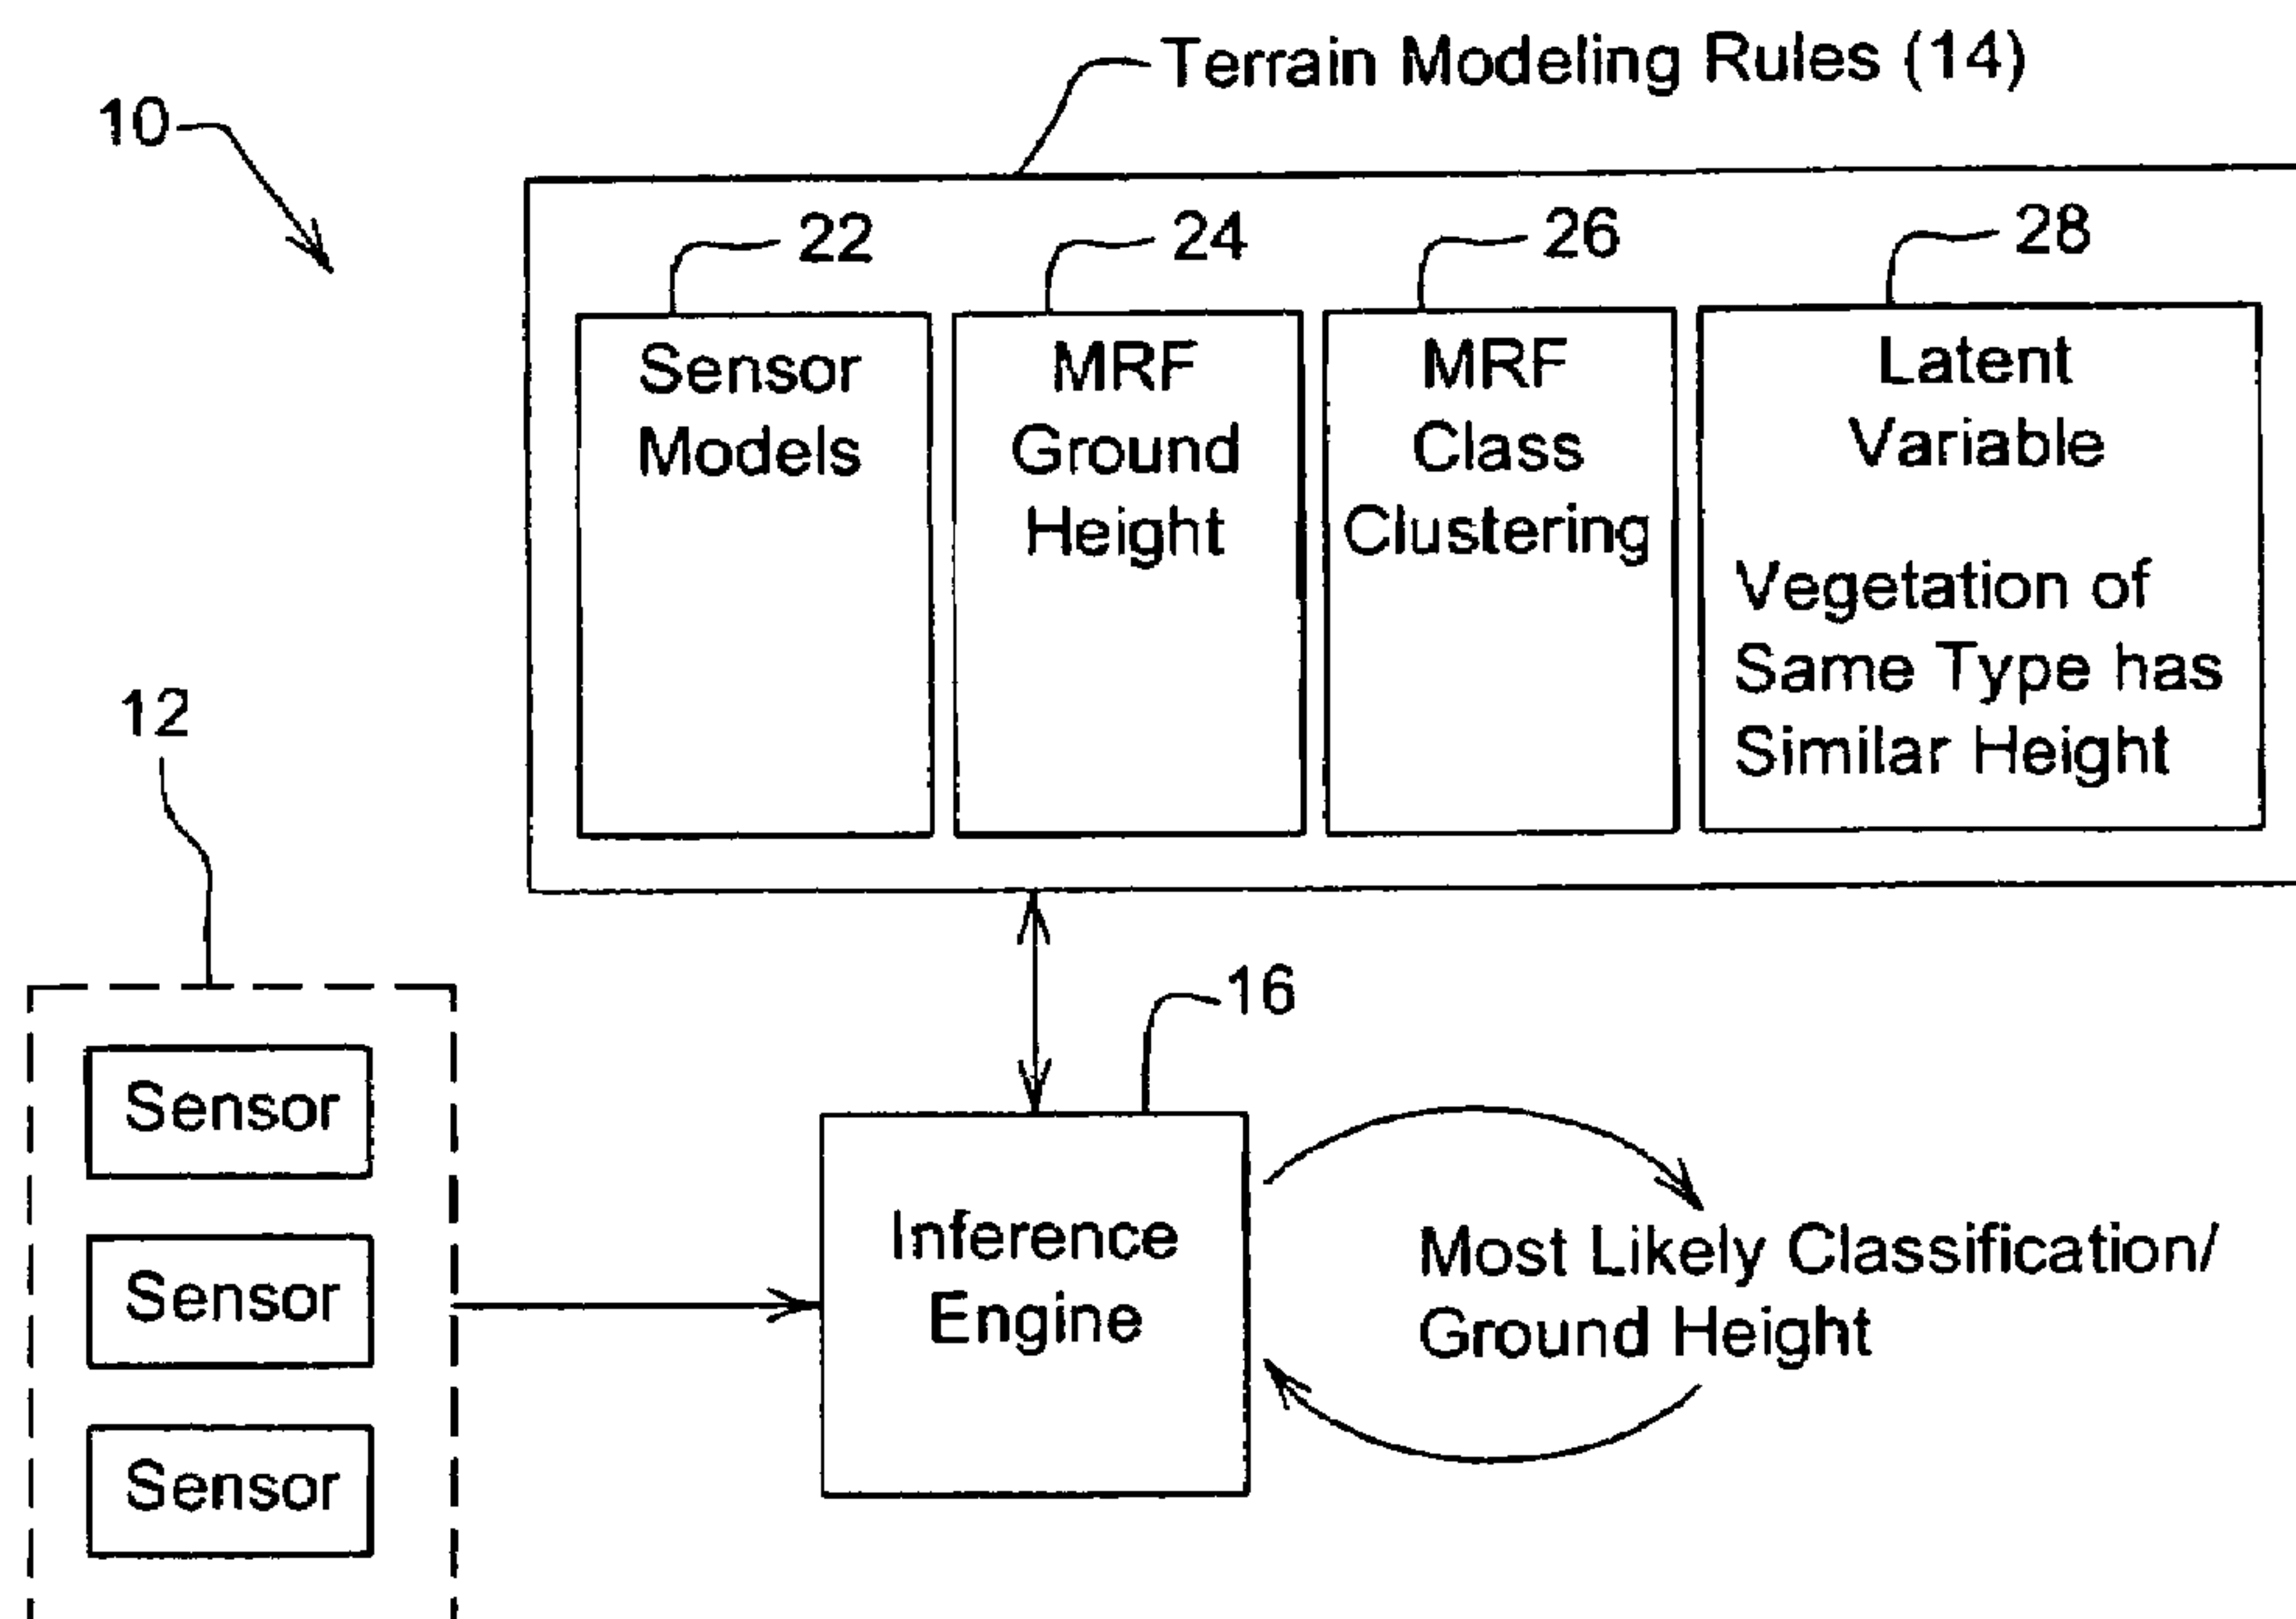 Terrain Modeling Rules (14)
10
22
24
26
28
Sensor
Models
MRF
Ground
Height
MRF
Class
Clustering
Latent
Variable
Vegetation of
Same Type has
Similar Height
12
16
Sensor
Sensor
Sensor
Inference
Engine
Most Likely Classification/
Ground Height